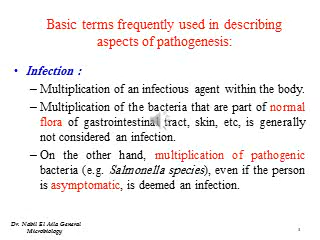 Basic terms frequently used in describing
aspects of pathogenesis:
• Infection :
– Multiplication of an infectious agent within the body.
– Multiplication of the bacteria that are part of normal
flora of gastrointestinal tract, skin, etc, is generally
not considered an infection.
– On the other hand, multiplication of pathogenic
bacteria (e.g. Salmonella species), even if the person
is asymptomatic, is deemed an infection.
Dr. Nabil El Aila General
Microbiology